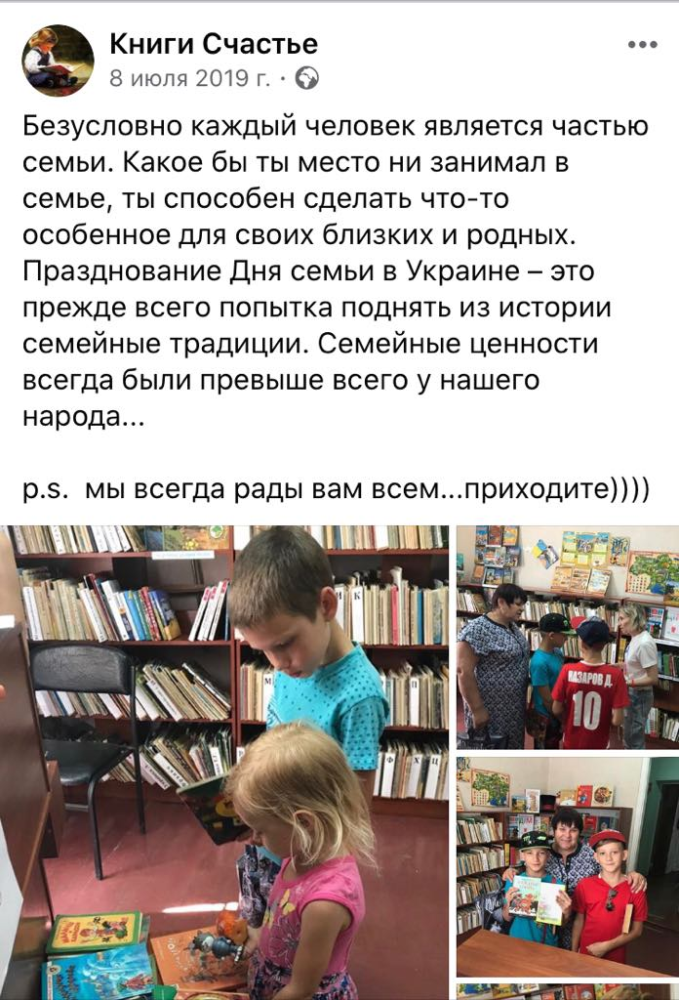 Книги Счастье
8 июля 2019 г. ·
Безусловно каждый человек является частью
семьи. Какое бы ты место ни занимал в
семье, ты способен сделать что-то
особенное для своих близких и родных.
Празднование Дня семьи в Украине – это
прежде всего попытка поднять из истории
семейные традиции. Семейные ценности
всегда были превыше всего у нашего
народа...
p.s. мы всегда рады вам всем...приходите))))
К
П
Ф Х Ц
НАЗАРОВ Д.
10